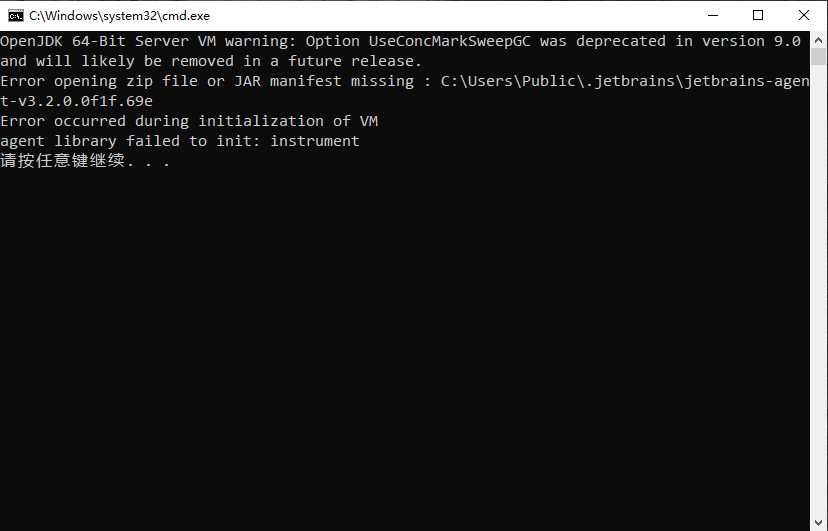 C:\Windows\system32\cmd.exe
OpenJDK 64-Bit Server VM warning: Option UseConcMarkSweepGC was deprecated in version 9.0
and will likely be removed in a future release.
Error opening zip file or JAR manifest missing : C:\Users\Public\.jetbrains\jetbrains-agen
t-v3.2.0.0f1f.69e
Error occurred during initialization of VM
agent library failed to init: instrument
请按任意键继续. . .